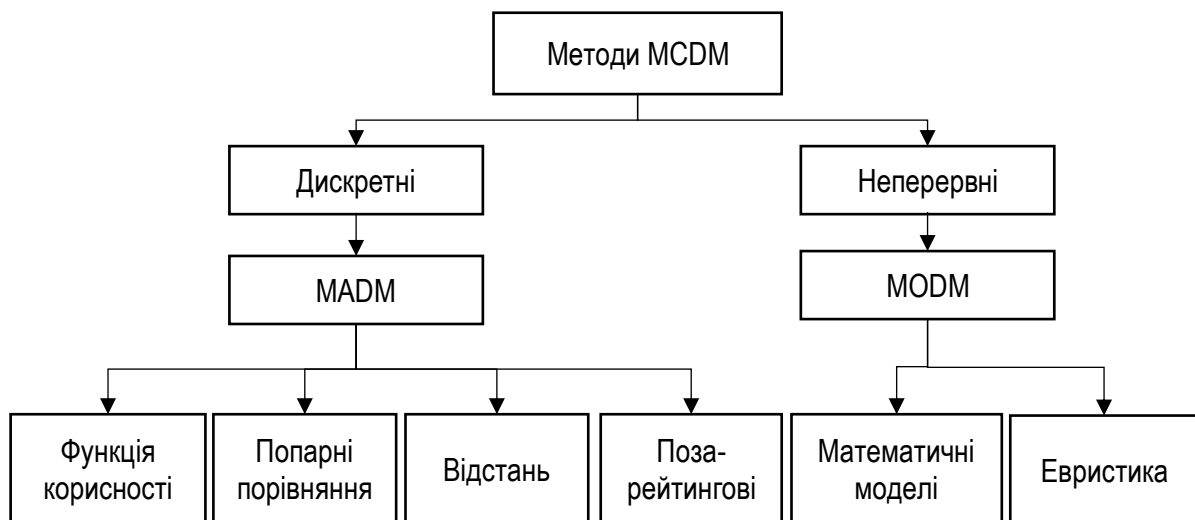 Методи MCDM
Дискретні
Неперервні
MADM
MODM
Функція
корисності
Попарні
порівняння
Відстань
Поза-
рейтингові
Математичні
моделі
Евристика